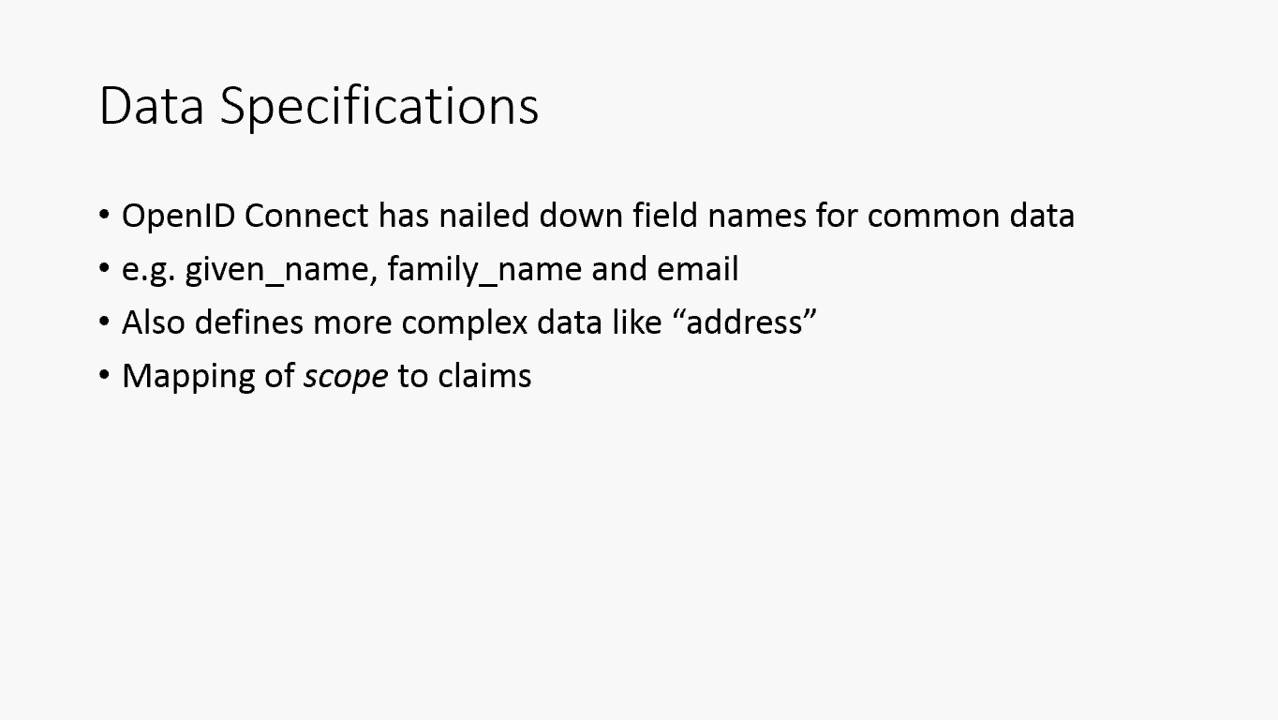 Data Specifications
• OpenID Connect has nailed down field names for common data
• e.g. given_name, family_name and email
• Also defines more complex data like “address”
• Mapping of scope to claims